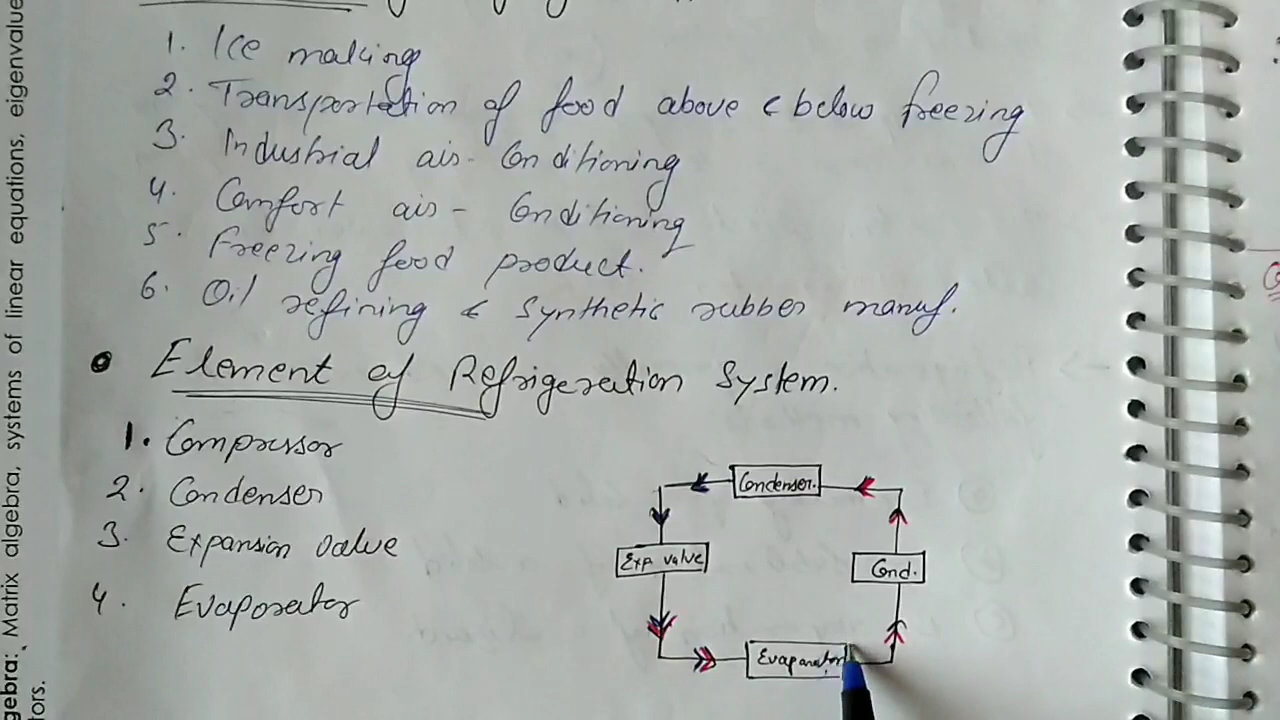 1. Ice making
2. Transportation of food above & below freezing
3. Industrial air-Conditioning
4. Comfort air-Conditioning
5. Freezing food product.
6. Oil refining & Synthetic rubber manuf.
Element of Refrigeration System.
1. Compressor
2. Condenser
3. Expansion valve
4. Evaporator
Condenser.
Exp. valve
Cond.
Evaporator
gebra: Matrix algebra, systems of linear equations, eigenvalue
tors.